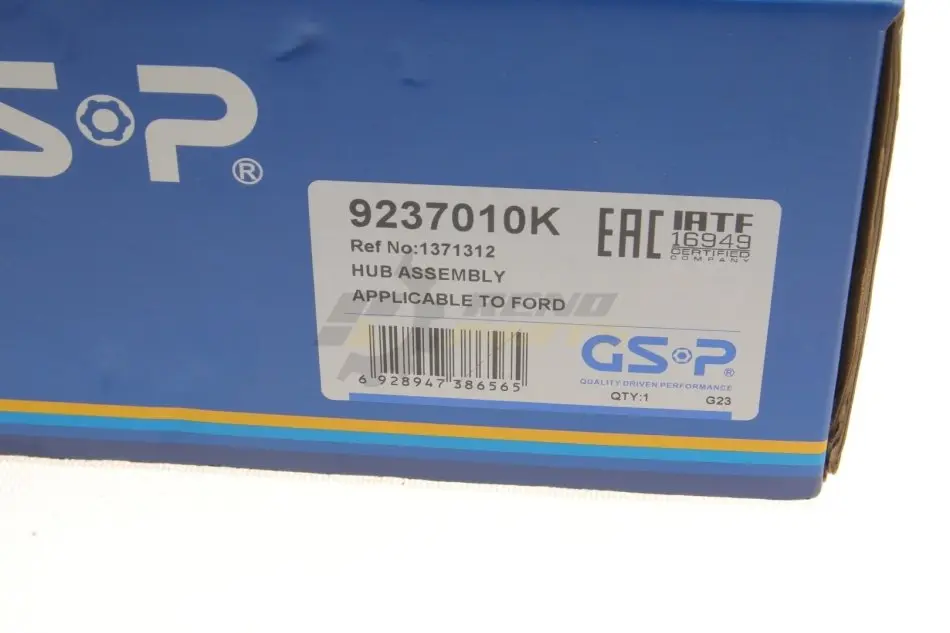 GS·P®
9237010K
Ref No:1371312
HUB ASSEMBLY
APPLICABLE TO FORD
EAC
IATF
16949
CERTIFIED
COMPANY
6 928947 386565
GS·P®
QUALITY DRIVEN PERFORMANCE
QTY:1
G23